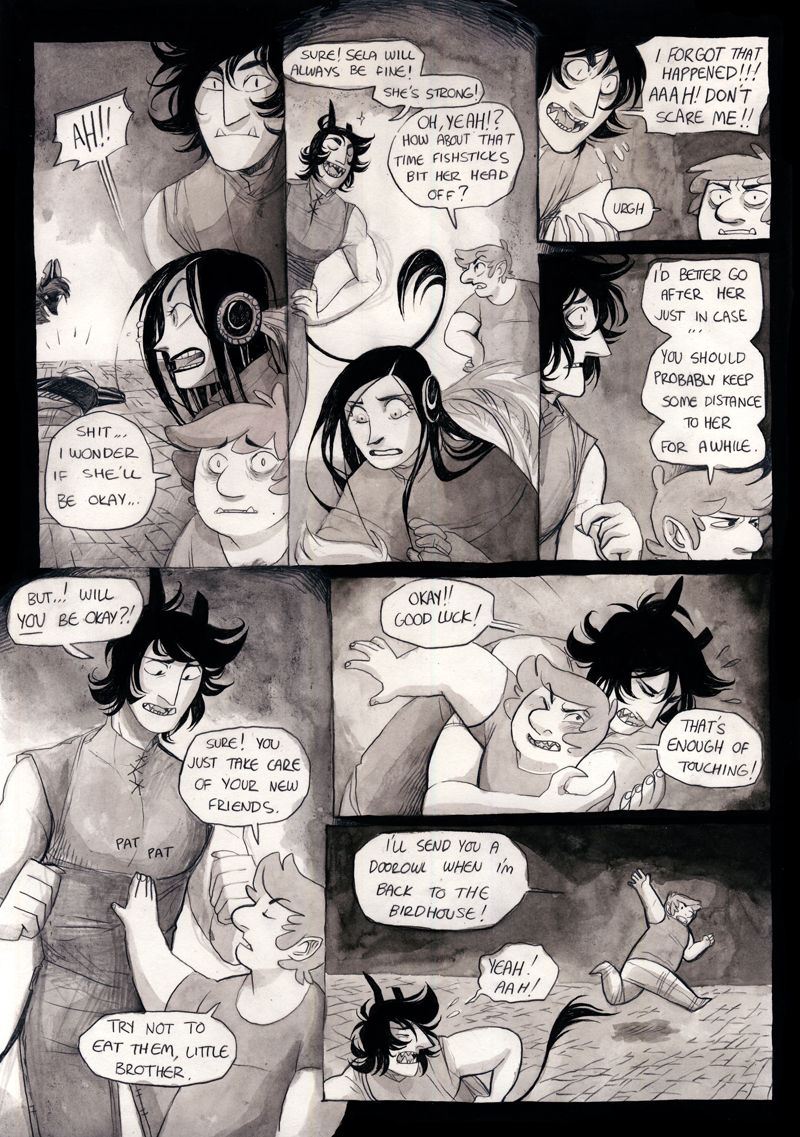 AH!!
SHIT...
I WONDER
IF SHE'LL
BE OKAY...
SURE! SELA WILL
ALWAYS BE FINE!
SHE'S STRONG!
OH, YEAH!?
HOW ABOUT THAT
TIME FISHSTICKS
BIT HER HEAD
OFF?
I FORGOT THAT
HAPPENED!!!
AAAH! DON'T
SCARE ME!!
URGH
I'D BETTER GO
AFTER HER
JUST IN CASE
...
YOU SHOULD
PROBABLY KEEP
SOME DISTANCE
TO HER
FOR A WHILE.
BUT..! WILL
YOU BE OKAY?!
SURE! YOU
JUST TAKE CARE
OF YOUR NEW
FRIENDS.
PAT
PAT
TRY NOT TO
EAT THEM, LITTLE
BROTHER.
OKAY!!
GOOD LUCK!
THAT'S
ENOUGH OF
TOUCHING!
I'LL SEND YOU A
DOOROWL WHEN I'M
BACK TO THE
BIRDHOUSE!
YEAH!
AAH!